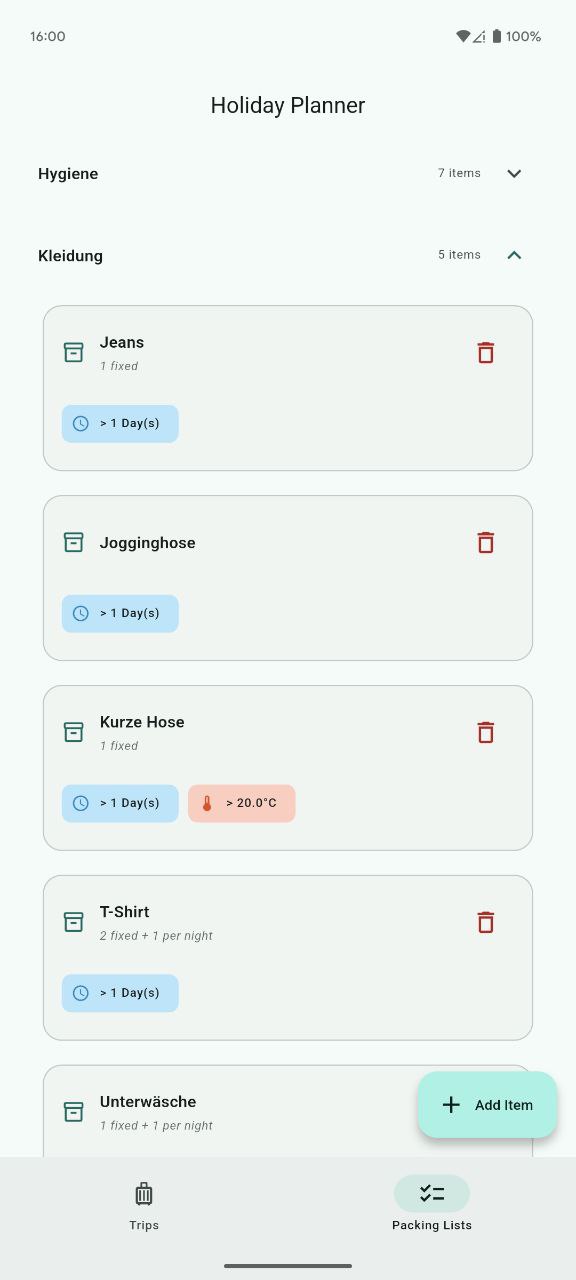 16:00 100%
Holiday Planner
Hygiene 7 items
Kleidung 5 items
Jeans
1 fixed
> 1 Day(s)
Jogginghose
> 1 Day(s)
Kurze Hose
1 fixed
> 1 Day(s) > 20.0°C
T-Shirt
2 fixed + 1 per night
> 1 Day(s)
Unterwäsche
1 fixed + 1 per night
Add Item
Trips Packing Lists